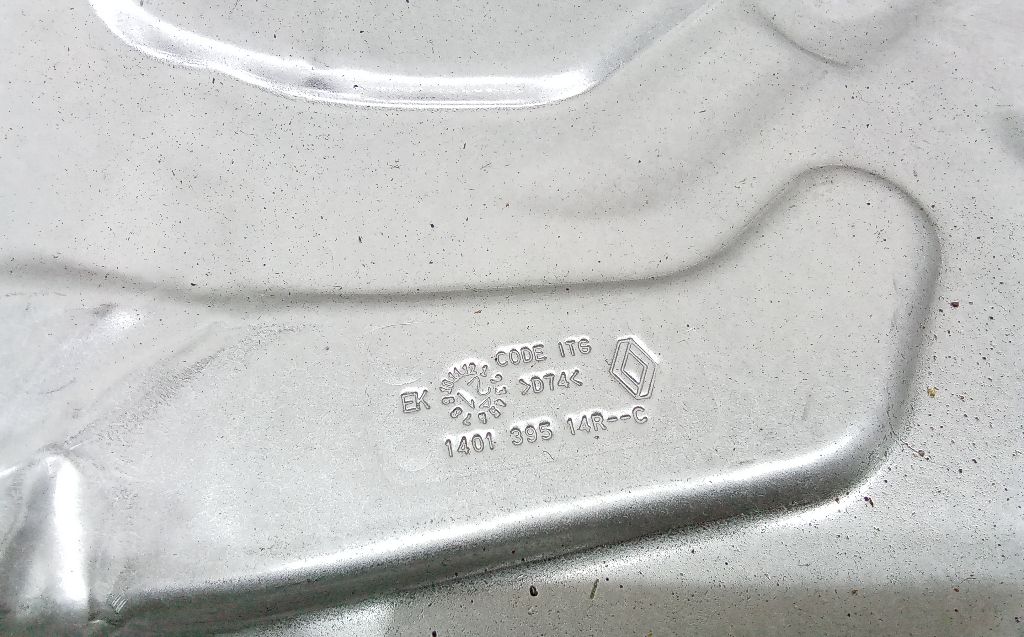 CODE ITG
EK >D74<
1401 395 14R--C